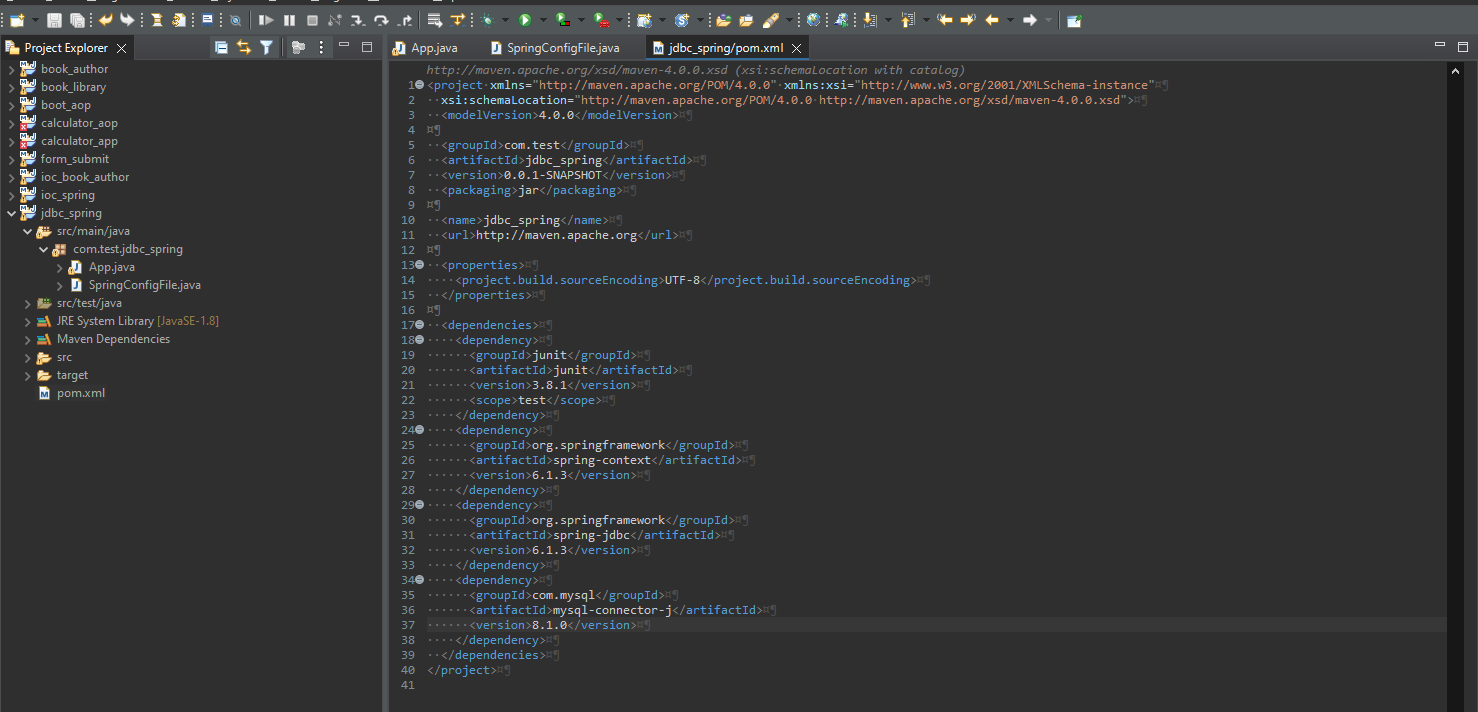 Project Explorer
App.java
SpringConfigFile.java
jdbc_spring/pom.xml
book_author
book_library
boot_aop
calculator_aop
calculator_app
form_submit
ioc_book_author
ioc_spring
jdbc_spring
src/main/java
com.test.jdbc_spring
App.java
SpringConfigFile.java
src/test/java
JRE System Library [JavaSE-1.8]
Maven Dependencies
src
target
pom.xml
http://maven.apache.org/xsd/maven-4.0.0.xsd (xsi:schemaLocation with catalog)
1 <project xmlns="http://maven.apache.org/POM/4.0.0" xmlns:xsi="http://www.w3.org/2001/XMLSchema-instance"¤¶
2 ··xsi:schemaLocation="http://maven.apache.org/POM/4.0.0 http://maven.apache.org/xsd/maven-4.0.0.xsd">¤¶
3 ··<modelVersion>4.0.0</modelVersion>¤¶
4 ¤¶
5 ··<groupId>com.test</groupId>¤¶
6 ··<artifactId>jdbc_spring</artifactId>¤¶
7 ··<version>0.0.1-SNAPSHOT</version>¤¶
8 ··<packaging>jar</packaging>¤¶
9 ¤¶
10 ··<name>jdbc_spring</name>¤¶
11 ··<url>http://maven.apache.org</url>¤¶
12 ¤¶
13 ··<properties>¤¶
14 ····<project.build.sourceEncoding>UTF-8</project.build.sourceEncoding>¤¶
15 ··</properties>¤¶
16 ¤¶
17 ··<dependencies>¤¶
18 ····<dependency>¤¶
19 ······<groupId>junit</groupId>¤¶
20 ······<artifactId>junit</artifactId>¤¶
21 ······<version>3.8.1</version>¤¶
22 ······<scope>test</scope>¤¶
23 ····</dependency>¤¶
24 ····<dependency>¤¶
25 ······<groupId>org.springframework</groupId>¤¶
26 ······<artifactId>spring-context</artifactId>¤¶
27 ······<version>6.1.3</version>¤¶
28 ····</dependency>¤¶
29 ····<dependency>¤¶
30 ······<groupId>org.springframework</groupId>¤¶
31 ······<artifactId>spring-jdbc</artifactId>¤¶
32 ······<version>6.1.3</version>¤¶
33 ····</dependency>¤¶
34 ····<dependency>¤¶
35 ······<groupId>com.mysql</groupId>¤¶
36 ······<artifactId>mysql-connector-j</artifactId>¤¶
37 ······<version>8.1.0</version>¤¶
38 ····</dependency>¤¶
39 ··</dependencies>¤¶
40 </project>¤¶
41